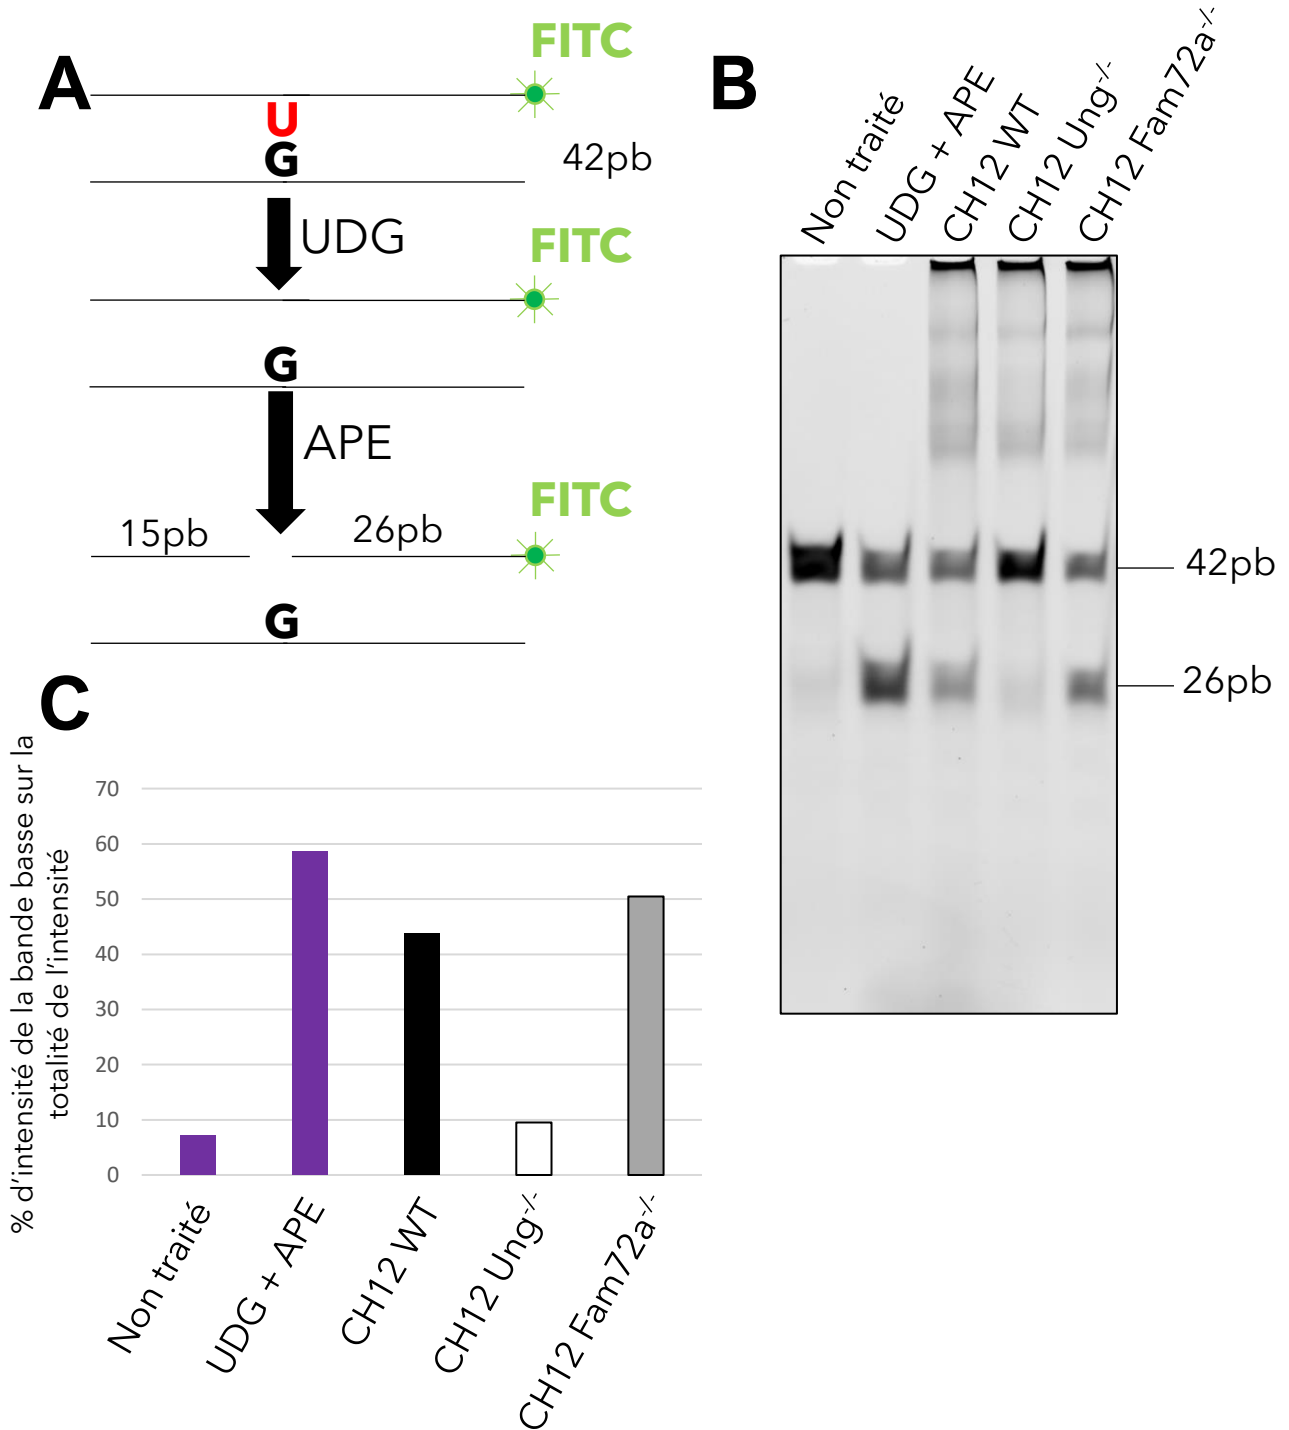 A
FITC
U
G
42pb
UDG
FITC
G
APE
15pb
26pb
FITC
G
B
Non traité
UDG + APE
CH12 WT
CH12 Ung-/-
CH12 Fam72a-/-
42pb
26pb
C
% d'intensité de la bande basse sur la
totalité de l'intensité
70
60
50
40
30
20
10
0
Non traité
UDG + APE
CH12 WT
CH12 Ung-/-
CH12 Fam72a-/-